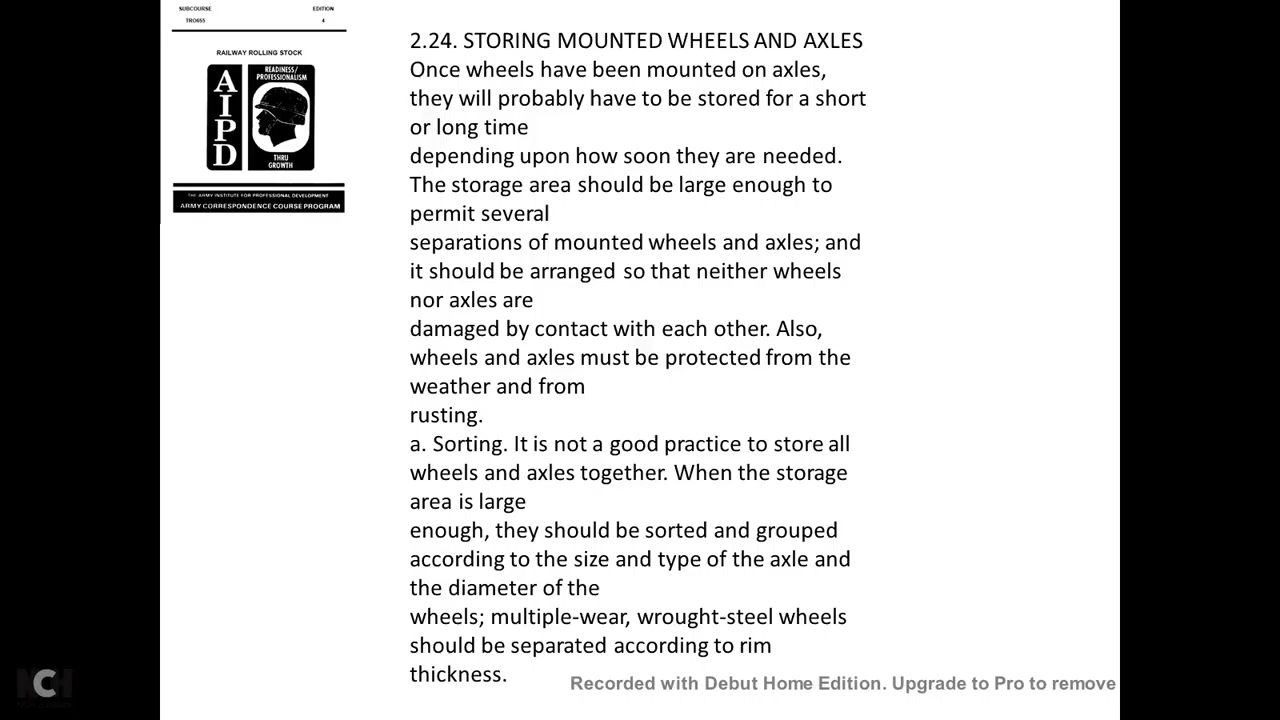 SUBCOURSE EDITION
TRO655 4
RAILWAY ROLLING STOCK
AIPD
READINESS/
PROFESSIONALISM
THRU
GROWTH
THE ARMY INSTITUTE FOR PROFESSIONAL DEVELOPMENT
ARMY CORRESPONDENCE COURSE PROGRAM
2.24. STORING MOUNTED WHEELS AND AXLES
Once wheels have been mounted on axles,
they will probably have to be stored for a short
or long time
depending upon how soon they are needed.
The storage area should be large enough to
permit several
separations of mounted wheels and axles; and
it should be arranged so that neither wheels
nor axles are
damaged by contact with each other. Also,
wheels and axles must be protected from the
weather and from
rusting.
a. Sorting. It is not a good practice to store all
wheels and axles together. When the storage
area is large
enough, they should be sorted and grouped
according to the size and type of the axle and
the diameter of the
wheels; multiple-wear, wrought-steel wheels
should be separated according to rim
thickness.
NCH
Recorded with Debut Home Edition. Upgrade to Pro to remove